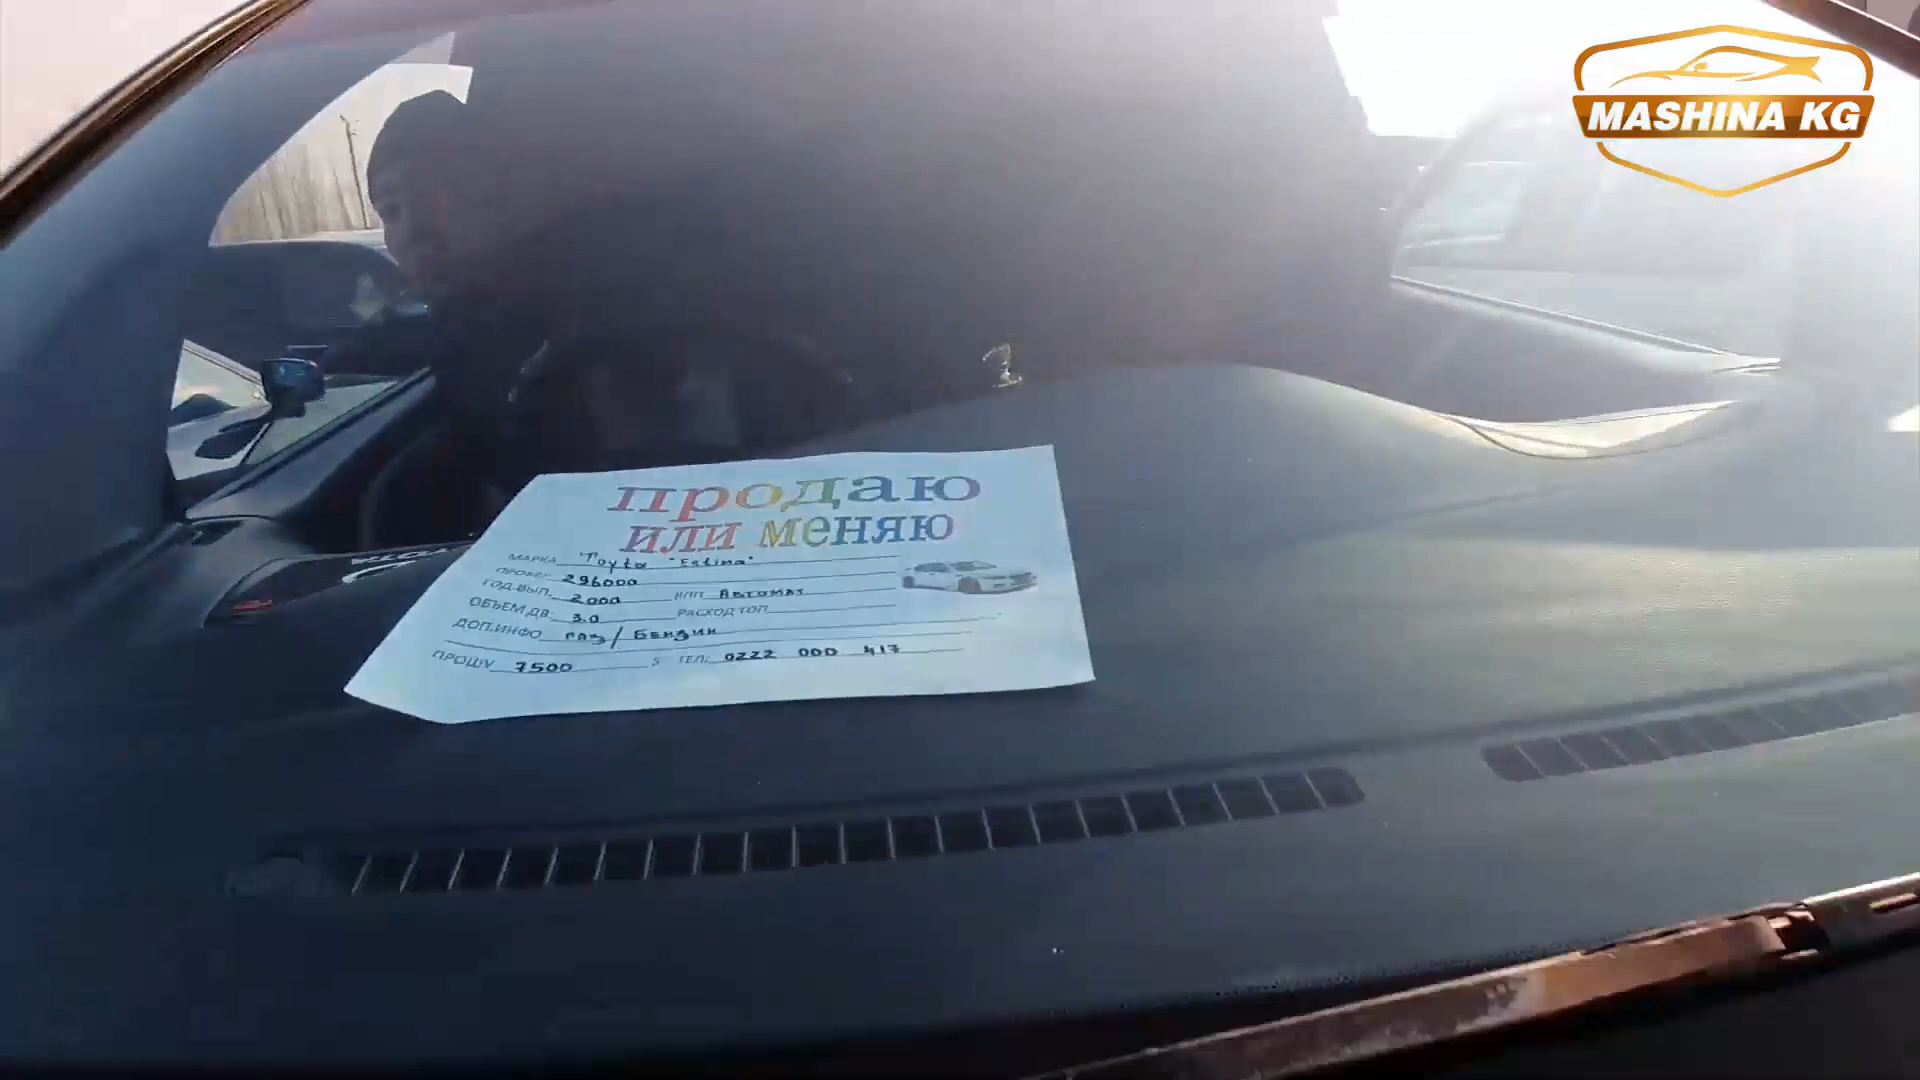 MASHINA KG
продаю
или меняю
МАРКА "Toyta "Estima"
ПРОБЕГ 296000
ГОД ВЫП. 2000 КПП Автомат
ОБЪЕМ ДВ: 3.0 РАСХОД ТОП
ДОП.ИНФО газ/Бензин
ПРОШУ 7500 $ ТЕЛ: 0222 000 417